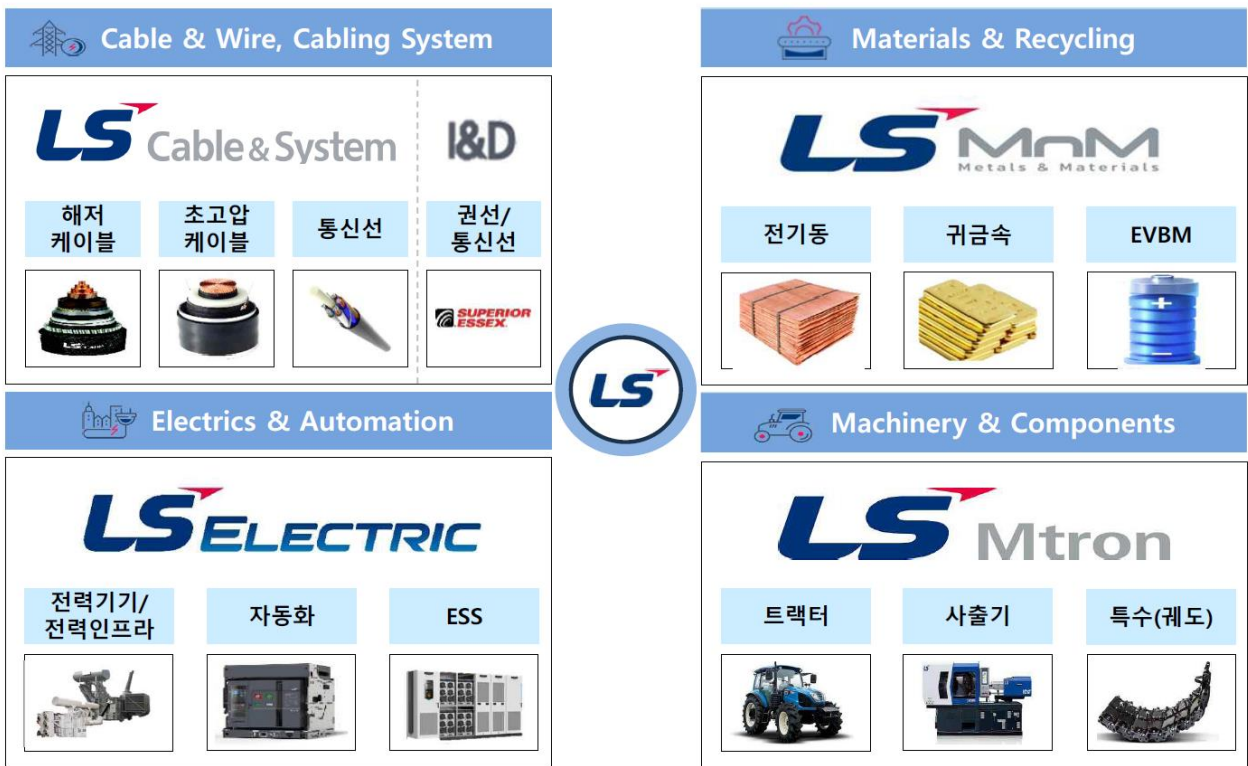 Cable & Wire, Cabling System
LS Cable & System
I&D
해저
케이블
초고압
케이블
통신선
권선/
통신선
SUPERIOR
ESSEX
Materials & Recycling
LS MnM
Metals & Materials
전기동
귀금속
EVBM
LS
Electrics & Automation
LS ELECTRIC
전력기기/
전력인프라
자동화
ESS
Machinery & Components
LS Mtron
트랙터
사출기
특수(궤도)